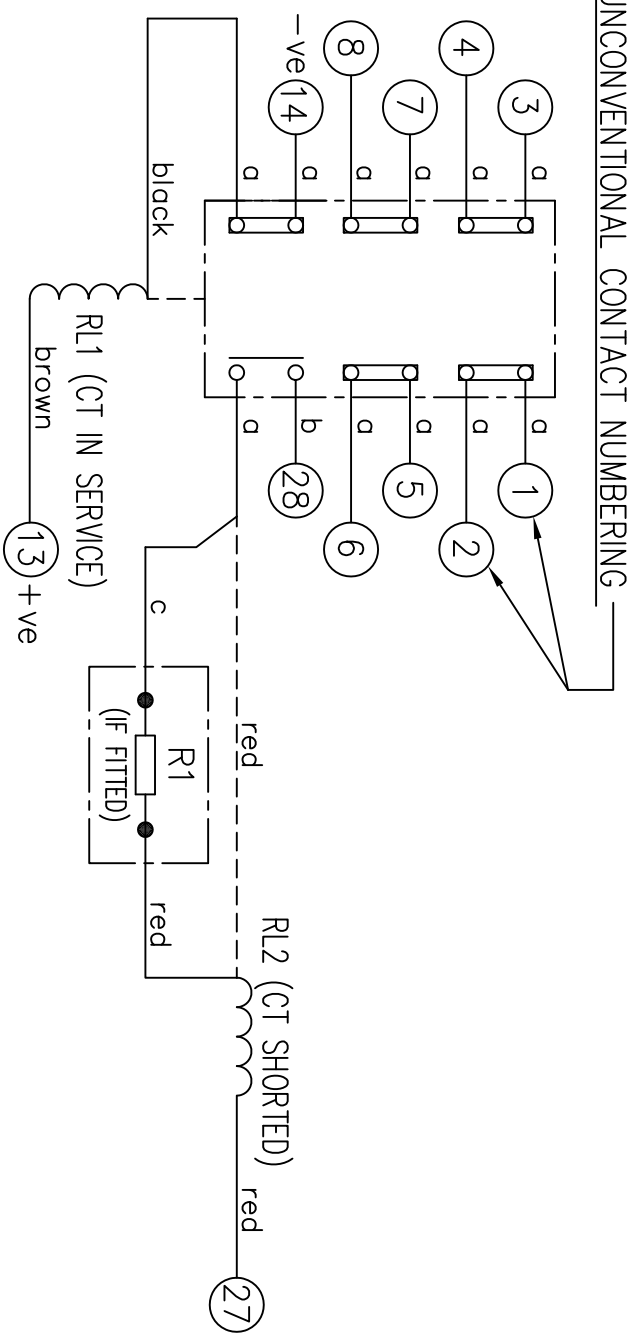 UNCONVENTIONAL CONTACT NUMBERING
3
4
7
8
14
-ve
a
a
a
a
a
a
a
a
a
a
b
a
1
2
5
6
28
black
RL1 (CT IN SERVICE)
brown
13
+ve
c
R1
(IF FITTED)
red
red
RL2 (CT SHORTED)
red
27